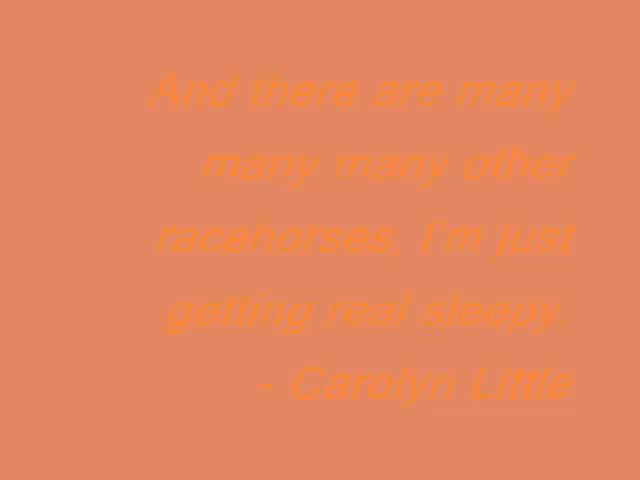 And there are many
many many other
racehorses, I'm just
getting real sleepy.
- Carolyn Little